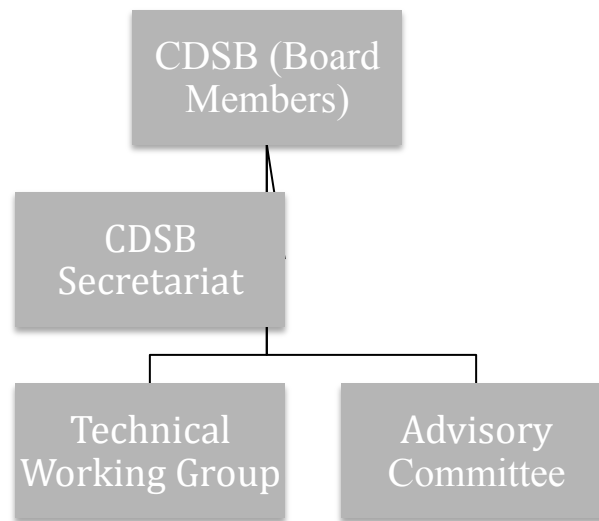 CDSB (Board
Members)
CDSB
Secretariat
Technical
Working Group
Advisory
Committee